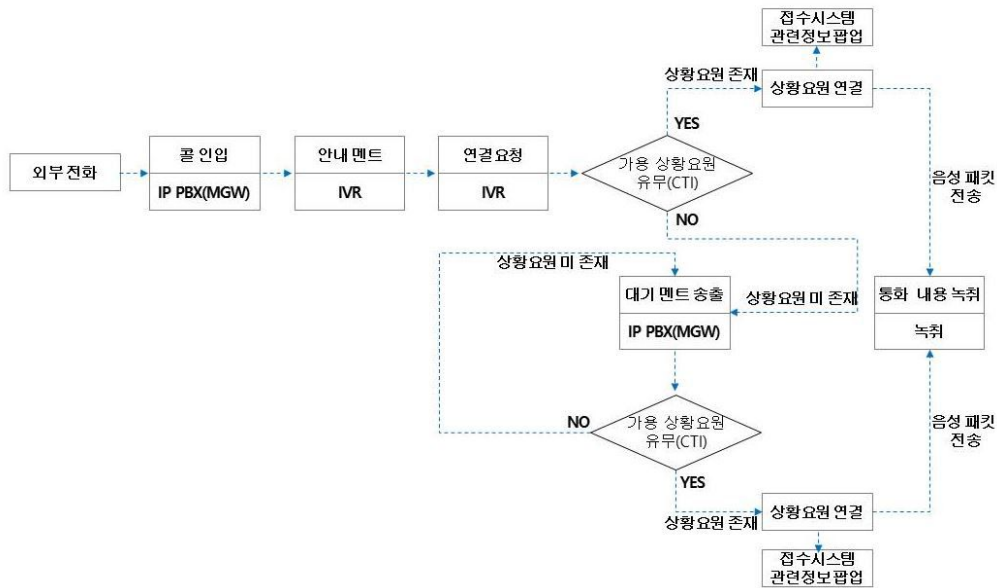 접수시스템
관련정보팝업
상황요원 존재
상황요원 연결
YES
외부 전화
콜 인입
IP PBX(MGW)
안내 멘트
IVR
연결 요청
IVR
가용 상황요원
유무(CTI)
음성 패킷
전송
NO
상황요원 미 존재
대기 멘트 송출
IP PBX(MGW)
상황요원 미 존재
통화 내용 녹취
녹취
NO
가용 상황요원
유무(CTI)
음성 패킷
전송
YES
상황요원 존재
상황요원 연결
접수시스템
관련정보팝업